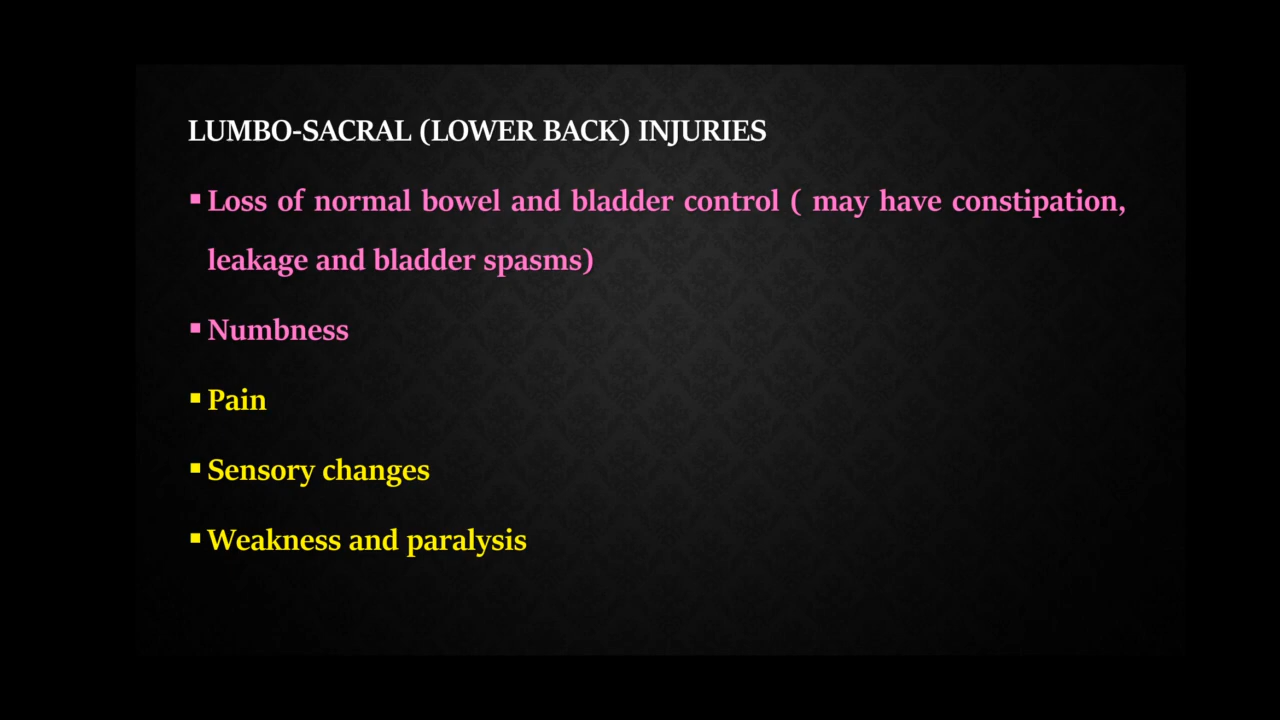 LUMBO-SACRAL (LOWER BACK) INJURIES
▪ Loss of normal bowel and bladder control ( may have constipation,
leakage and bladder spasms)
▪ Numbness
▪ Pain
▪ Sensory changes
▪ Weakness and paralysis